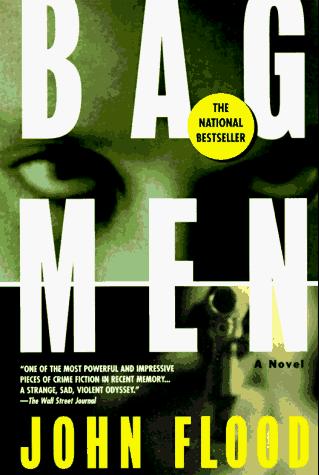 BAG
THE
NATIONAL
BESTSELLER
MEN
A Novel
"ONE OF THE MOST POWERFUL AND IMPRESSIVE
PIECES OF CRIME FICTION IN RECENT MEMORY...
A STRANGE, SAD, VIOLENT ODYSSEY."
—The Wall Street Journal
JOHN FLOOD